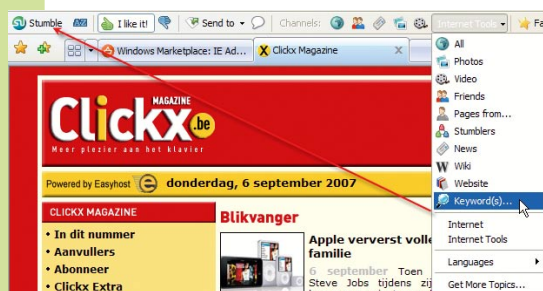 Stumble I like it! Send to Channels: Internet Tools Fa
Windows Marketplace: IE Ad... Clickx Magazine X
All
Photos
Video
Friends
Pages from...
Stumblers
News
Wiki
Website
Keyword(s)...
Internet
Internet Tools
Languages
Get More Topics...
MAGAZINE
Clickx.be
Meer plezier aan het klavier
Powered by Easyhost donderdag, 6 september 2007
CLICKX MAGAZINE
• In dit nummer
• Aanvullers
• Abonneer
• Clickx Extra
Blikvanger
Apple ververst volle
familie
6 september Toen
Steve Jobs tijdens zij